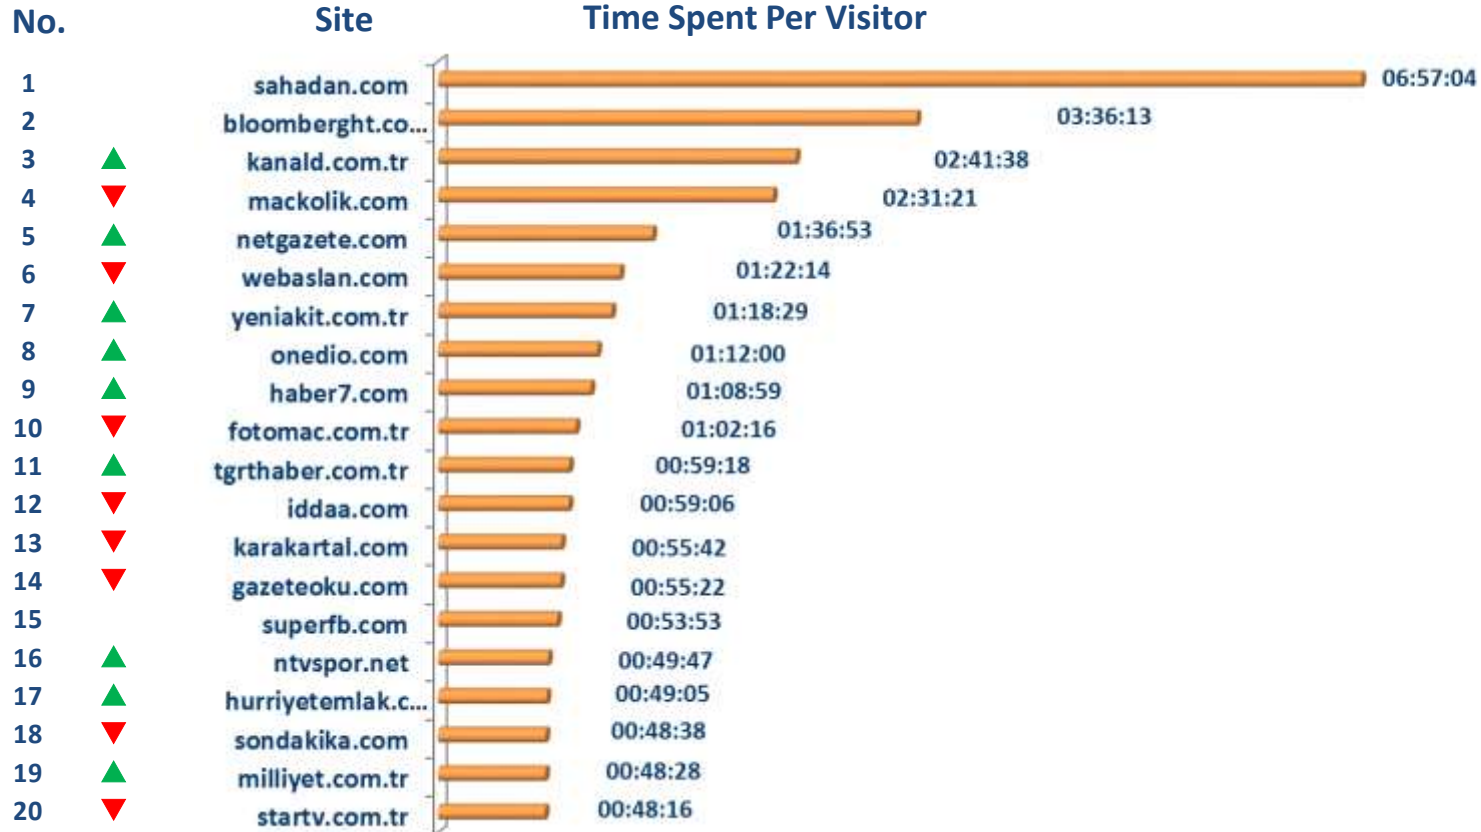 No. Site Time Spent Per Visitor
1 sahadan.com 06:57:04
2 bloomberght.co... 03:36:13
3 kanald.com.tr 02:41:38
4 mackolik.com 02:31:21
5 netgazete.com 01:36:53
6 webaslan.com 01:22:14
7 yeniakit.com.tr 01:18:29
8 onedio.com 01:12:00
9 haber7.com 01:08:59
10 fotomac.com.tr 01:02:16
11 tgrthaber.com.tr 00:59:18
12 iddaa.com 00:59:06
13 karakartal.com 00:55:42
14 gazeteoku.com 00:55:22
15 superfb.com 00:53:53
16 ntvspor.net 00:49:47
17 hurriyetemlak.c... 00:49:05
18 sondakika.com 00:48:38
19 milliyet.com.tr 00:48:28
20 startv.com.tr 00:48:16